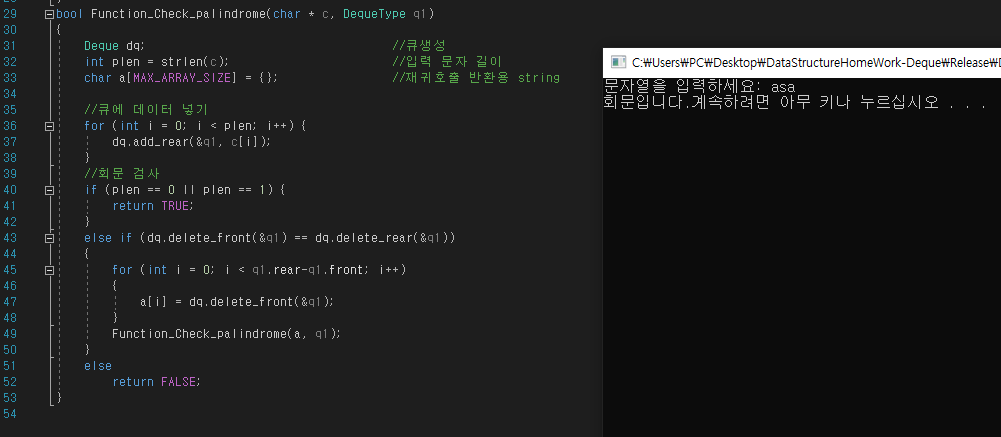 29 bool Function_Check_palindrome(char * c, DequeType q1)
30 {
31 Deque dq; //큐생성
32 int plen = strlen(c); //입력 문자 길이
33 char a[MAX_ARRAY_SIZE] = {}; //재귀호출 반환용 string
34
35 //큐에 데이터 넣기
36 for (int i = 0; i < plen; i++) {
37 dq.add_rear(&q1, c[i]);
38 }
39 //회문 검사
40 if (plen == 0 || plen == 1) {
41 return TRUE;
42 }
43 else if (dq.delete_front(&q1) == dq.delete_rear(&q1))
44 {
45 for (int i = 0; i < q1.rear-q1.front; i++)
46 {
47 a[i] = dq.delete_front(&q1);
48 }
49 Function_Check_palindrome(a, q1);
50 }
51 else
52 return FALSE;
53 }
54
C:₩Users₩PC₩Desktop₩DataStructureHomeWork-Deque₩Release₩D
문자열을 입력하세요: asa
회문입니다.계속하려면 아무 키나 누르십시오 . . .